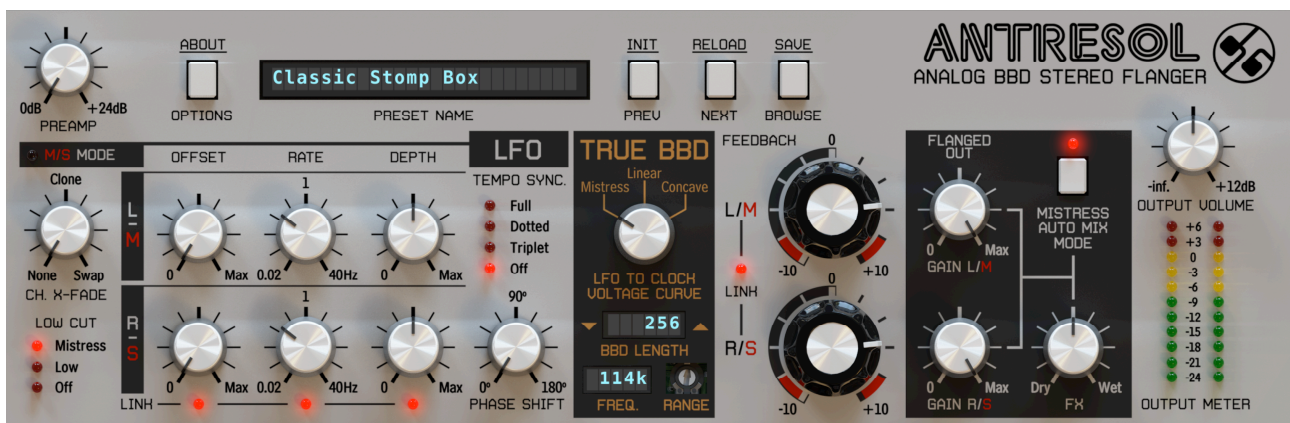 ANTRESOL
ANALOG BBD STEREO FLANGER
0dB +24dB
PREAMP
ABOUT
OPTIONS
Classic Stomp Box
PRESET NAME
INIT
PREV
RELOAD
NEXT
SAVE
BROWSE
M/S MODE
OFFSET
RATE
DEPTH
LFO
TEMPO SYNC.
Full
Dotted
Triplet
Off
Clone
None Swap
CH. X-FADE
LOW CUT
Mistress
Low
Off
L
M
0 Max
1
0.02 40Hz
0 Max
R
S
0 Max
1
0.02 40Hz
0 Max
LINK
90º
0º 180º
PHASE SHIFT
TRUE BBD
Linear
Mistress Concave
LFO TO CLOCH
VOLTAGE CURVE
256
BBD LENGTH
114k
FREQ.
RANGE
FEEDBACK
0
L/M
-10 +10
LINK
0
R/S
-10 +10
FLANGED
OUT
0 Max
GAIN L/M
MISTRESS
AUTO MIX
MODE
0 Max
GAIN R/S
Dry Wet
FX
-inf. +12dB
OUTPUT VOLUME
+6
+3
0
-3
-6
-9
-12
-15
-18
-21
-24
OUTPUT METER